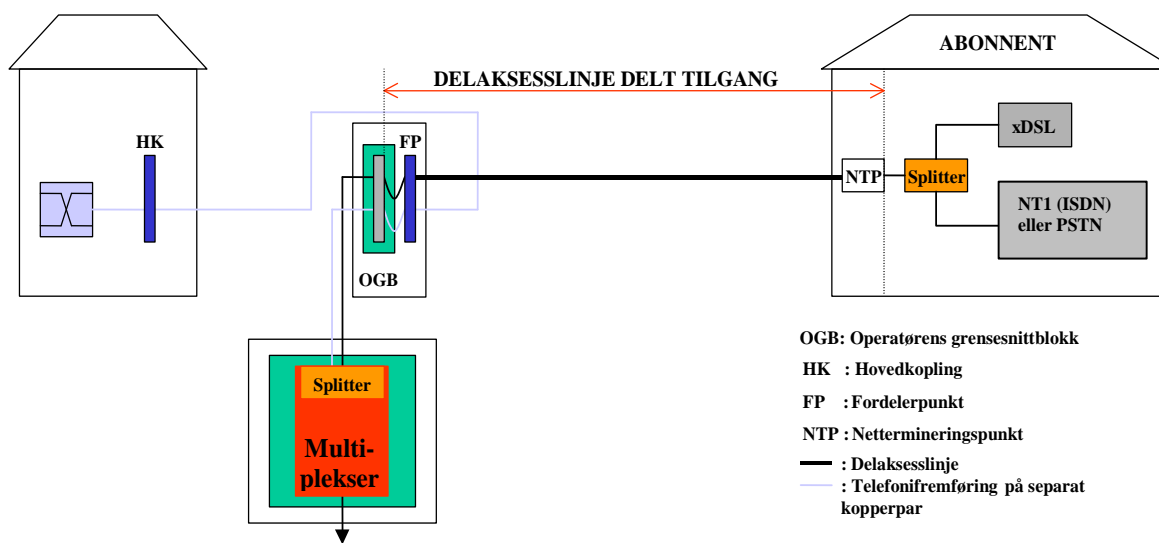 ABONNENT
DELAKSESSLINJE DELT TILGANG
HK
FP
xDSL
NTP
Splitter
NT1 (ISDN)
eller PSTN
OGB
Splitter
Multi-
plekser
OGB: Operatørens grensesnittblokk
HK : Hovedkopling
FP : Fordelerpunkt
NTP : Nettermineringspunkt
: Delaksesslinje
: Telefonifremføring på separat
kopperpar